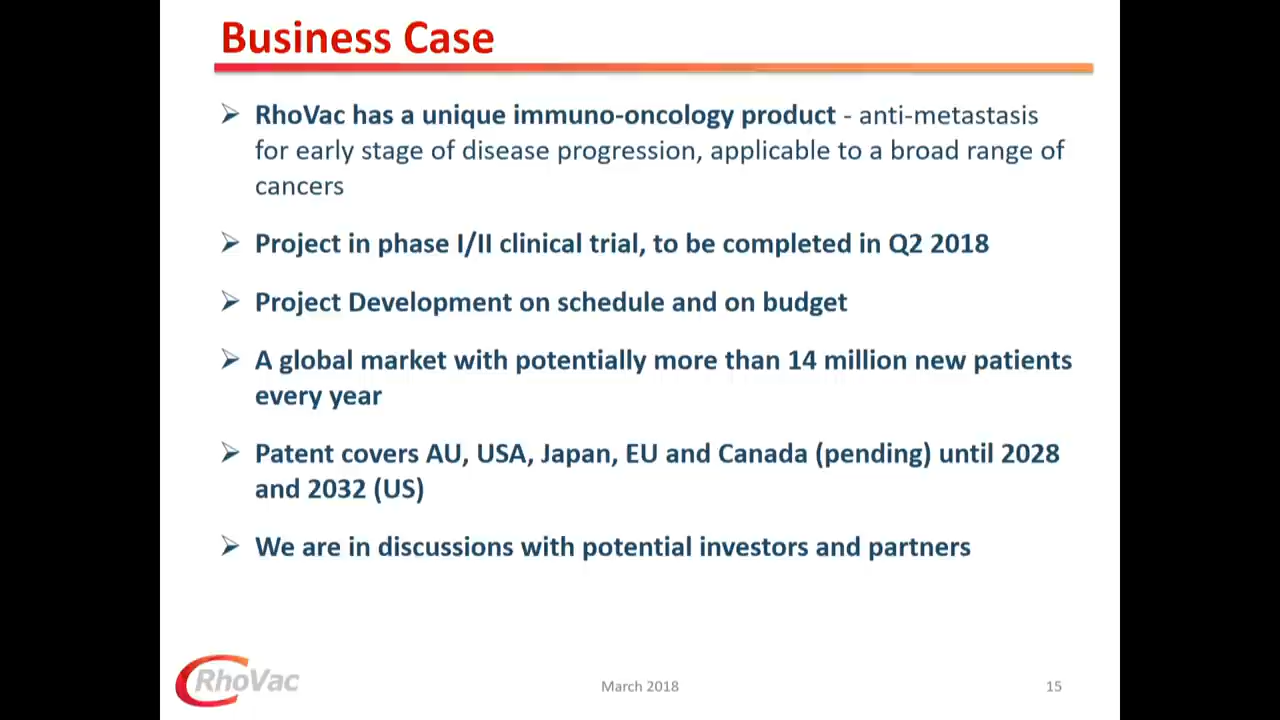 Business Case
➢ RhoVac has a unique immuno-oncology product - anti-metastasis
for early stage of disease progression, applicable to a broad range of
cancers
➢ Project in phase I/II clinical trial, to be completed in Q2 2018
➢ Project Development on schedule and on budget
➢ A global market with potentially more than 14 million new patients
every year
➢ Patent covers AU, USA, Japan, EU and Canada (pending) until 2028
and 2032 (US)
➢ We are in discussions with potential investors and partners
RhoVac
March 2018
15